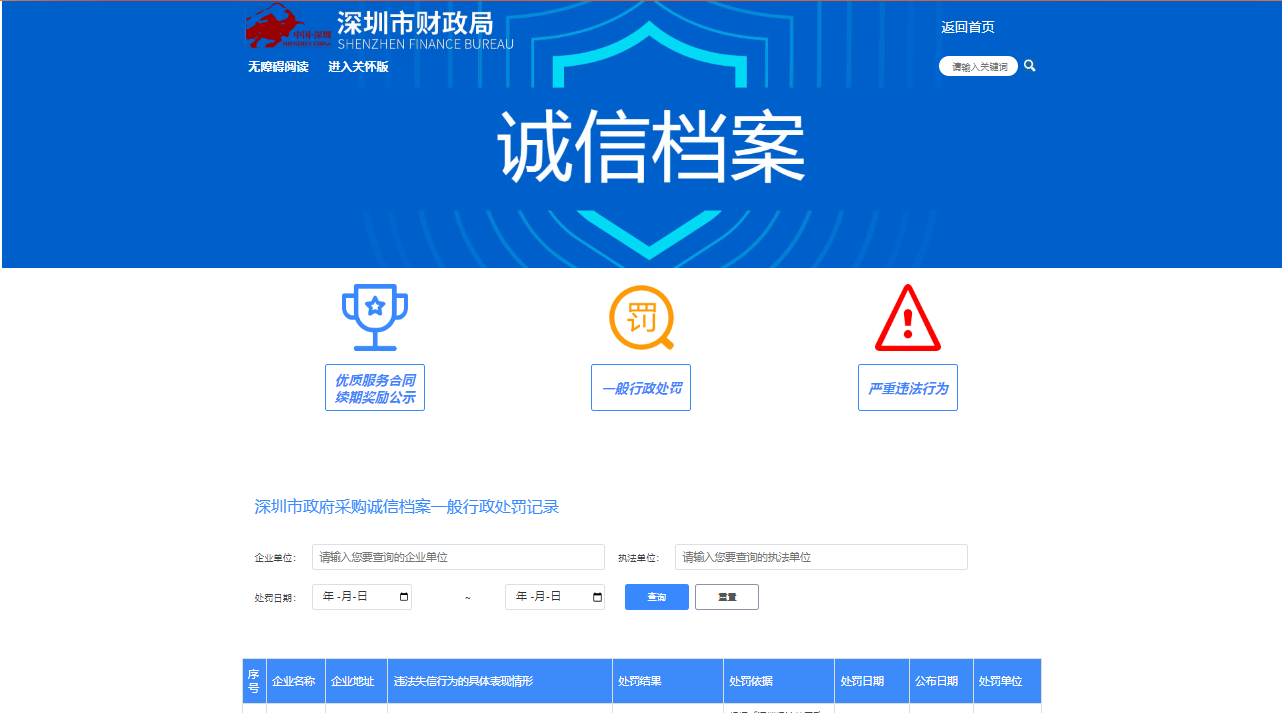 中国·深圳
SHENZHEN CHINA
深圳市财政局
SHENZHEN FINANCE BUREAU
返回首页
无障碍阅读 进入关怀版
请输入关键词
诚信档案
罚
优质服务合同
续期奖励公示
一般行政处罚
严重违法行为
深圳市政府采购诚信档案一般行政处罚记录
企业单位: 请输入您要查询的企业单位 执法单位: 请输入您要查询的执法单位
处罚日期: 年 -月-日 ~ 年 -月-日 查询 重置
序号 企业名称 企业地址 违法失信行为的具体表现情形 处罚结果 处罚依据 处罚日期 公布日期 处罚单位